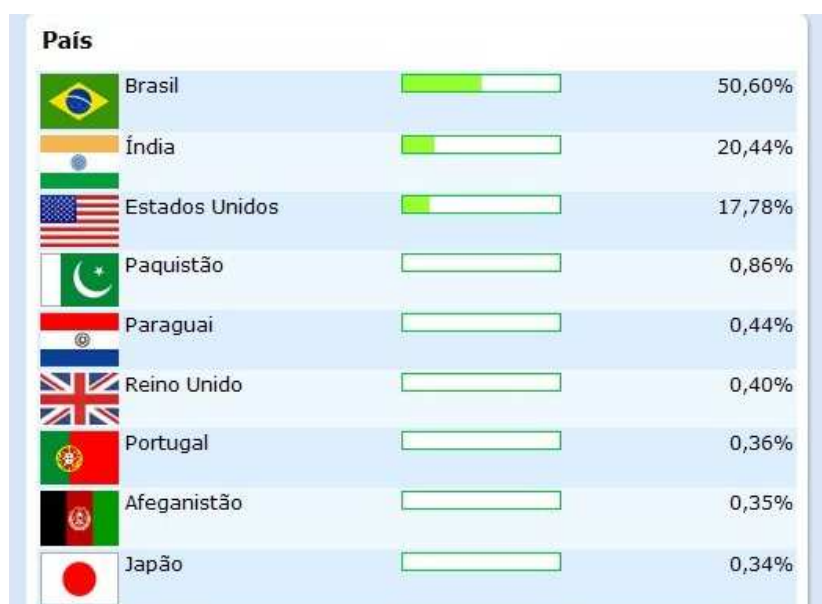 País
Brasil 50,60%
Índia 20,44%
Estados Unidos 17,78%
Paquistão 0,86%
Paraguai 0,44%
Reino Unido 0,40%
Portugal 0,36%
Afeganistão 0,35%
Japão 0,34%